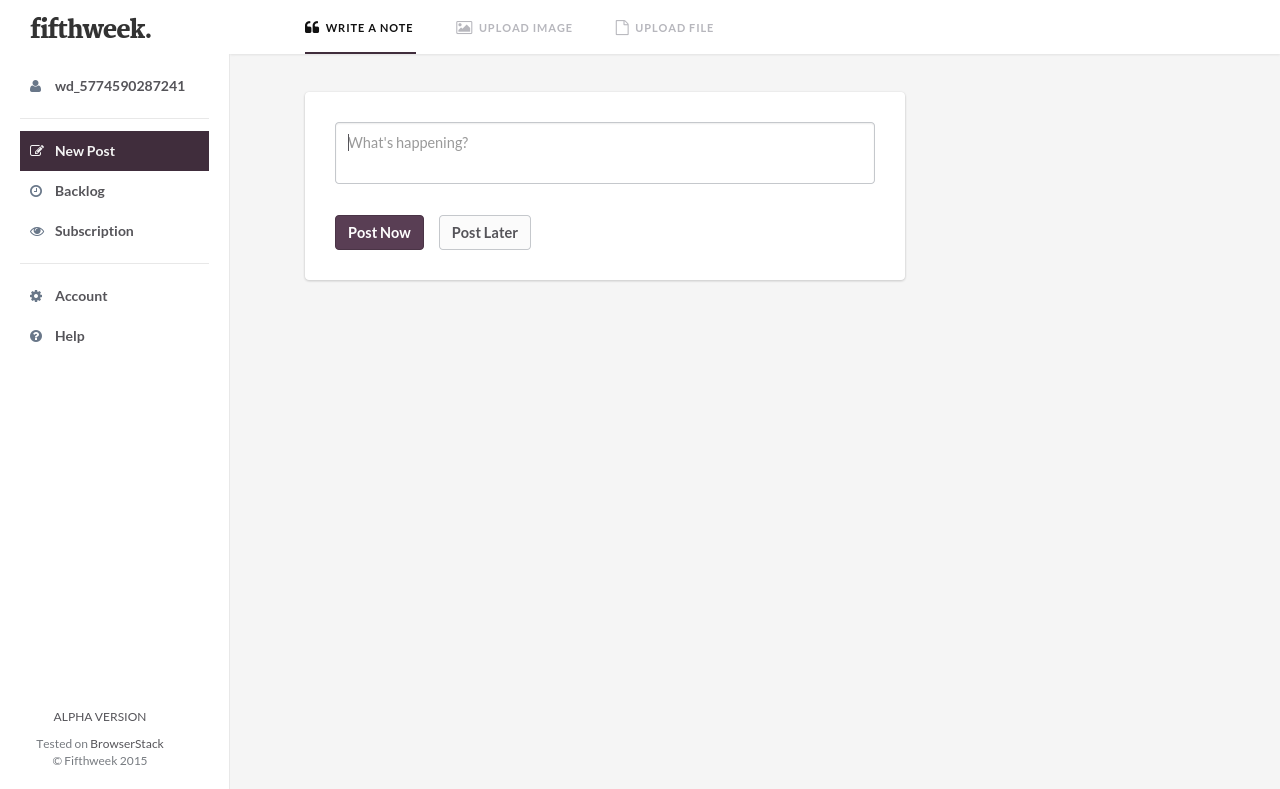 fifthweek.
WRITE A NOTE
UPLOAD IMAGE
UPLOAD FILE
wd_5774590287241
New Post
Backlog
Subscription
Account
Help
What's happening?
Post Now
Post Later
ALPHA VERSION
Tested on BrowserStack
© Fifthweek 2015